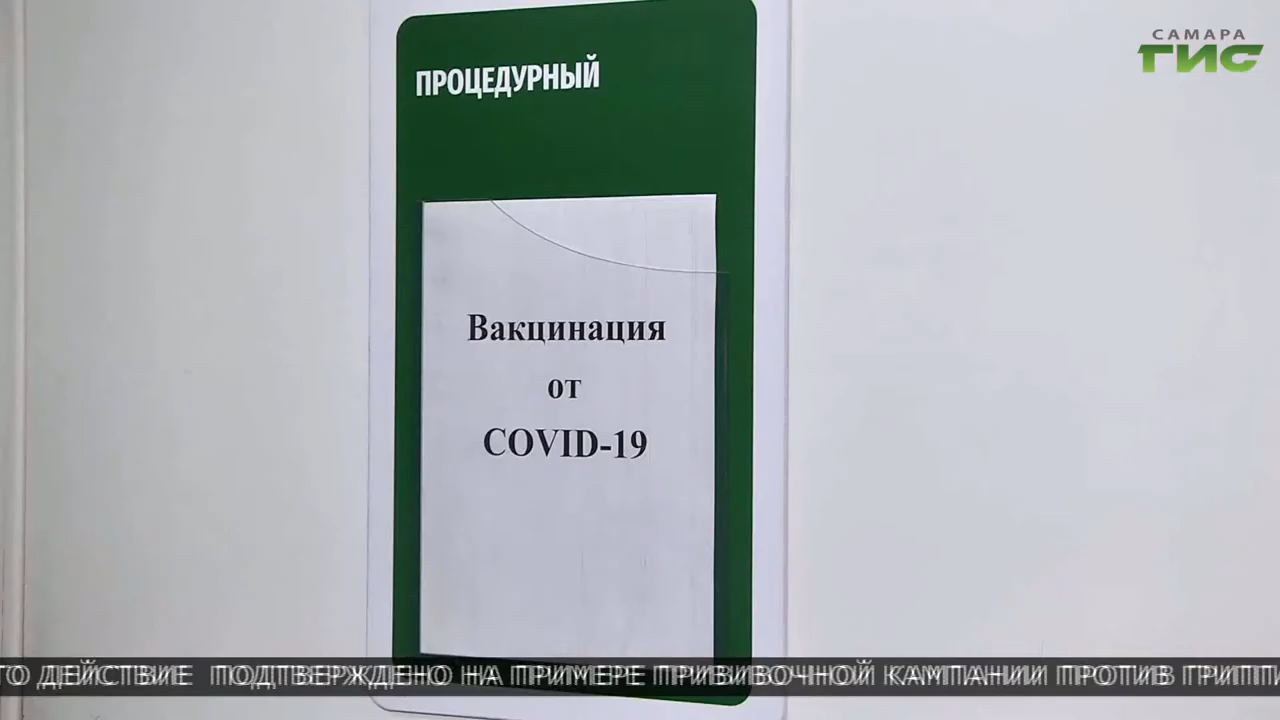 САМАРА
ГИС
ПРОЦЕДУРНЫЙ
Вакцинация
от
COVID-19
ДЕЙСТВИЕ ПОДТВЕРЖДЕНО НА ПРИМЕРЕ ПРИВИВОЧНОЙ КАМПАНИИ ПРОТИВ